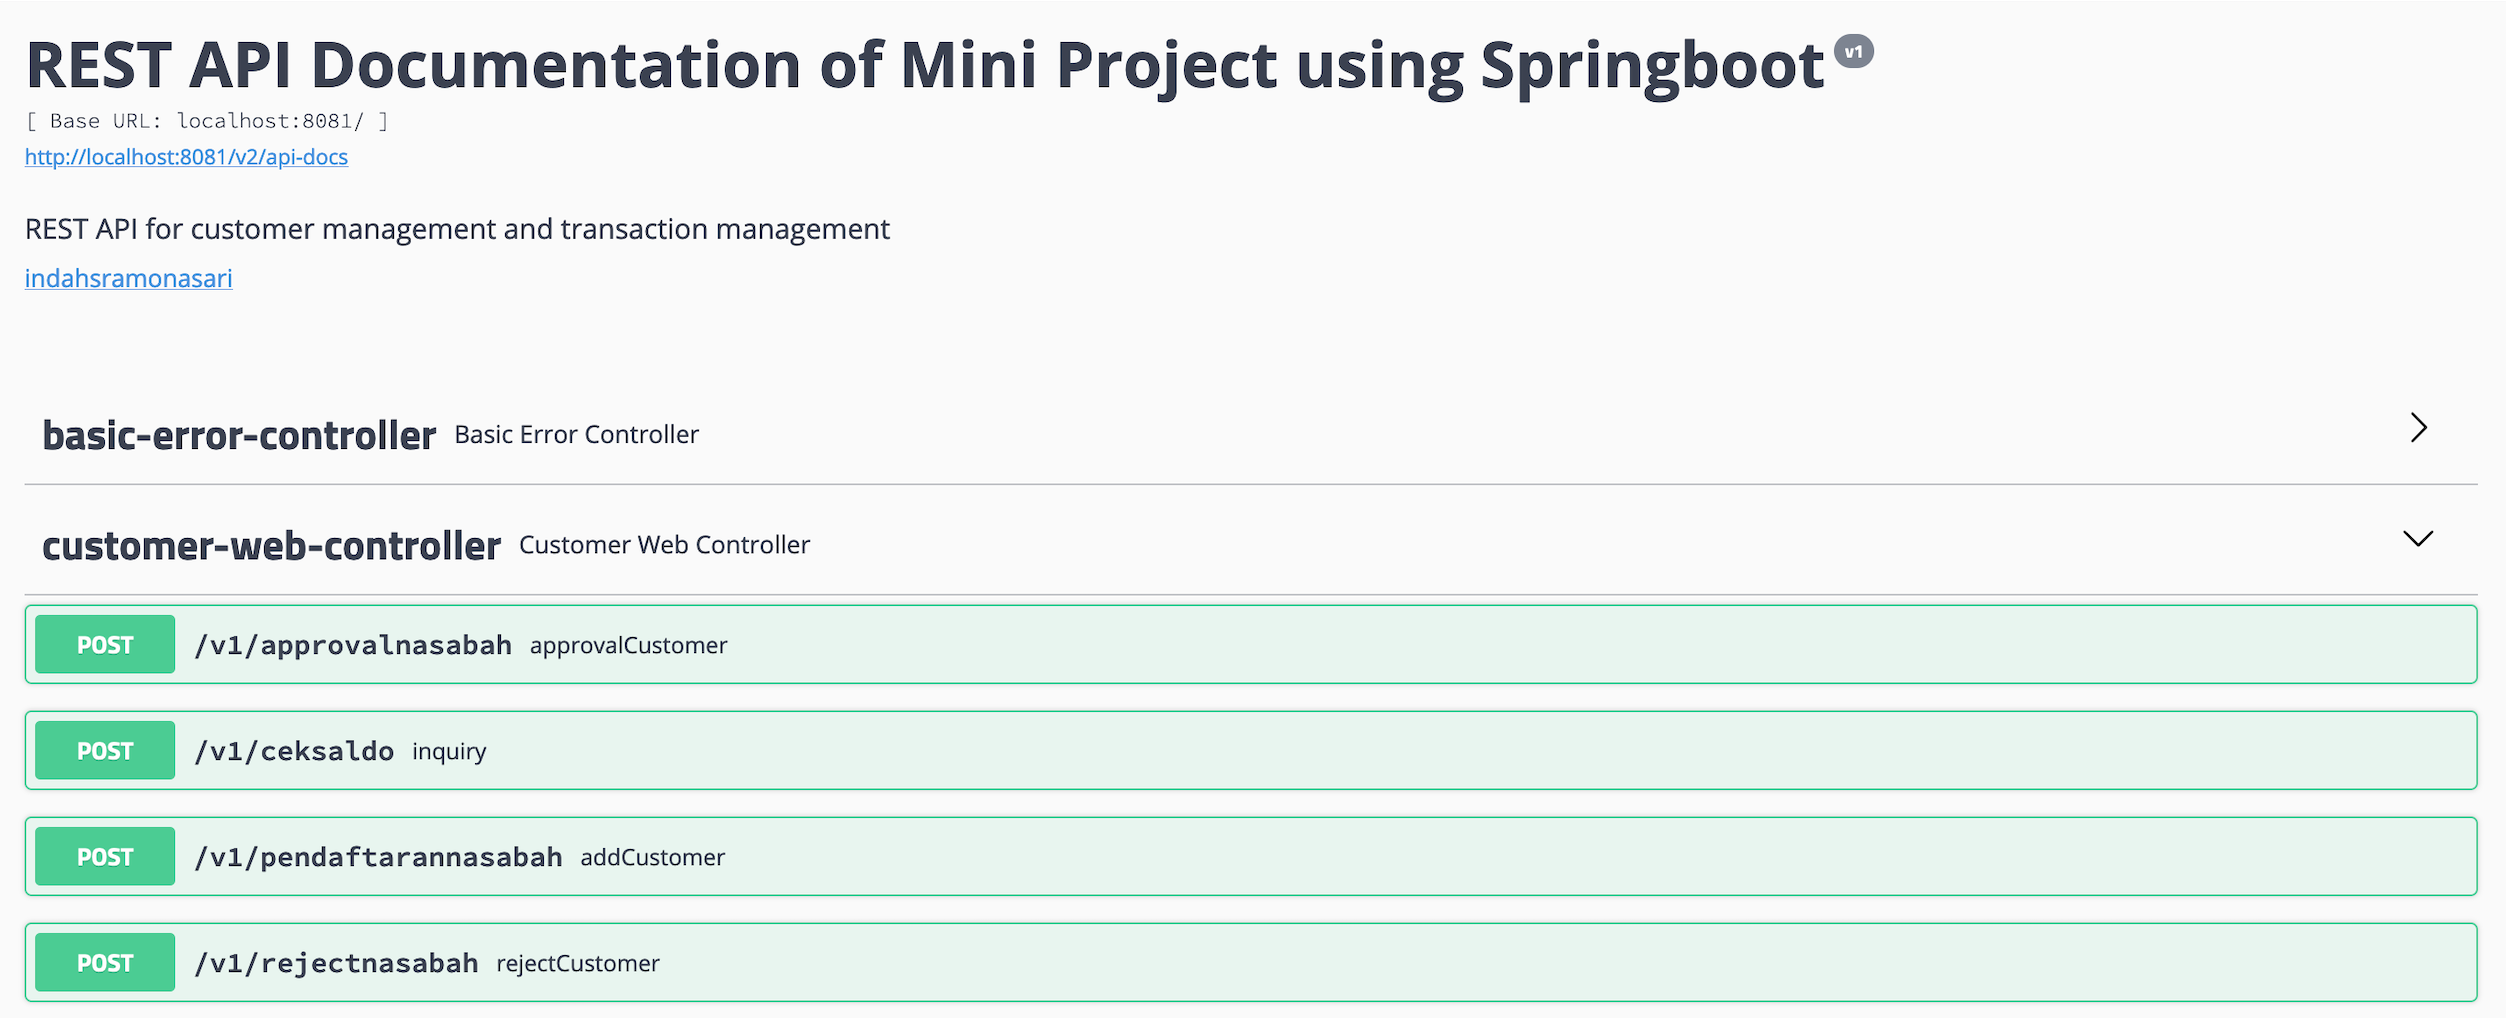 REST API Documentation of Mini Project using Springboot v1
[ Base URL: localhost:8081/ ]
http://localhost:8081/v2/api-docs
REST API for customer management and transaction management
indahsramonasari
basic-error-controller Basic Error Controller
customer-web-controller Customer Web Controller
POST /v1/approvalnasabah approvalCustomer
POST /v1/ceksaldo inquiry
POST /v1/pendaftarannasabah addCustomer
POST /v1/rejectnasabah rejectCustomer